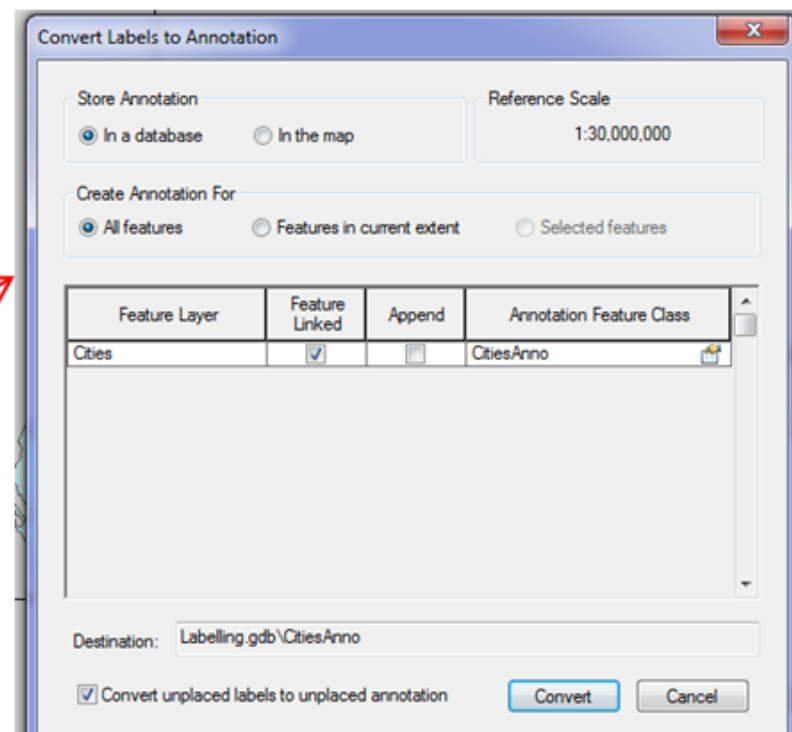 Convert Labels to Annotation
Store Annotation
Reference Scale
In a database
In the map
1:30,000,000
Create Annotation For
All features
Features in current extent
Selected features
Feature Layer
Feature Linked
Append
Annotation Feature Class
Cities
CitiesAnno
Destination:
Labelling.gdb\CitiesAnno
Convert unplaced labels to unplaced annotation
Convert
Cancel